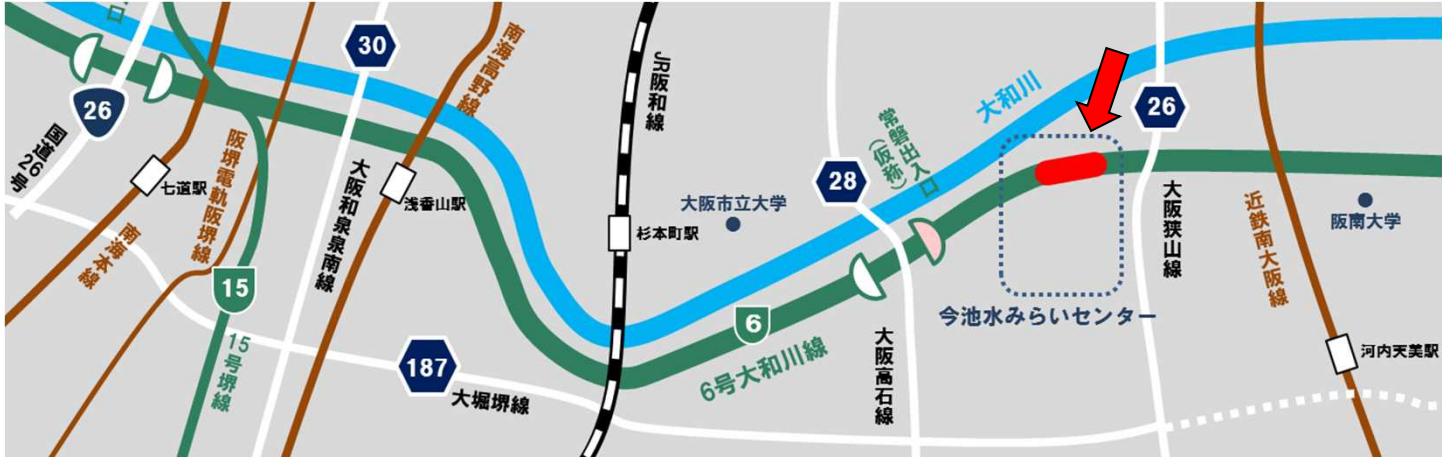 口
26
国道26号
七道駅
南海本線
阪堺電軌阪堺線
15
15号堺線
30
大阪和泉泉南線
南海高野線
浅香山駅
187
大堀堺線
JR阪和線
杉本町駅
大阪市立大学
6
6号大和川線
28
大阪高石線
常磐出入口
(仮称)
大和川
今池水みらいセンター
26
大阪狭山線
近鉄南大阪線
阪南大学
河内天美駅